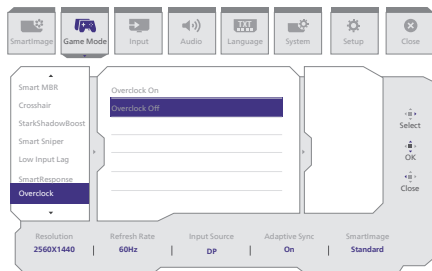 TXT
SmartImage Game Mode Input Audio Language System Setup Close
Smart MBR
Crosshair
StarkShadowBoost
Smart Sniper
Low Input Lag
SmartResponse
Overclock
Overclock On
Overclock Off
Select
OK
Close
Resolution Refresh Rate Input Source Adaptive Sync SmartImage
2560X1440 | 60Hz | DP | On | Standard